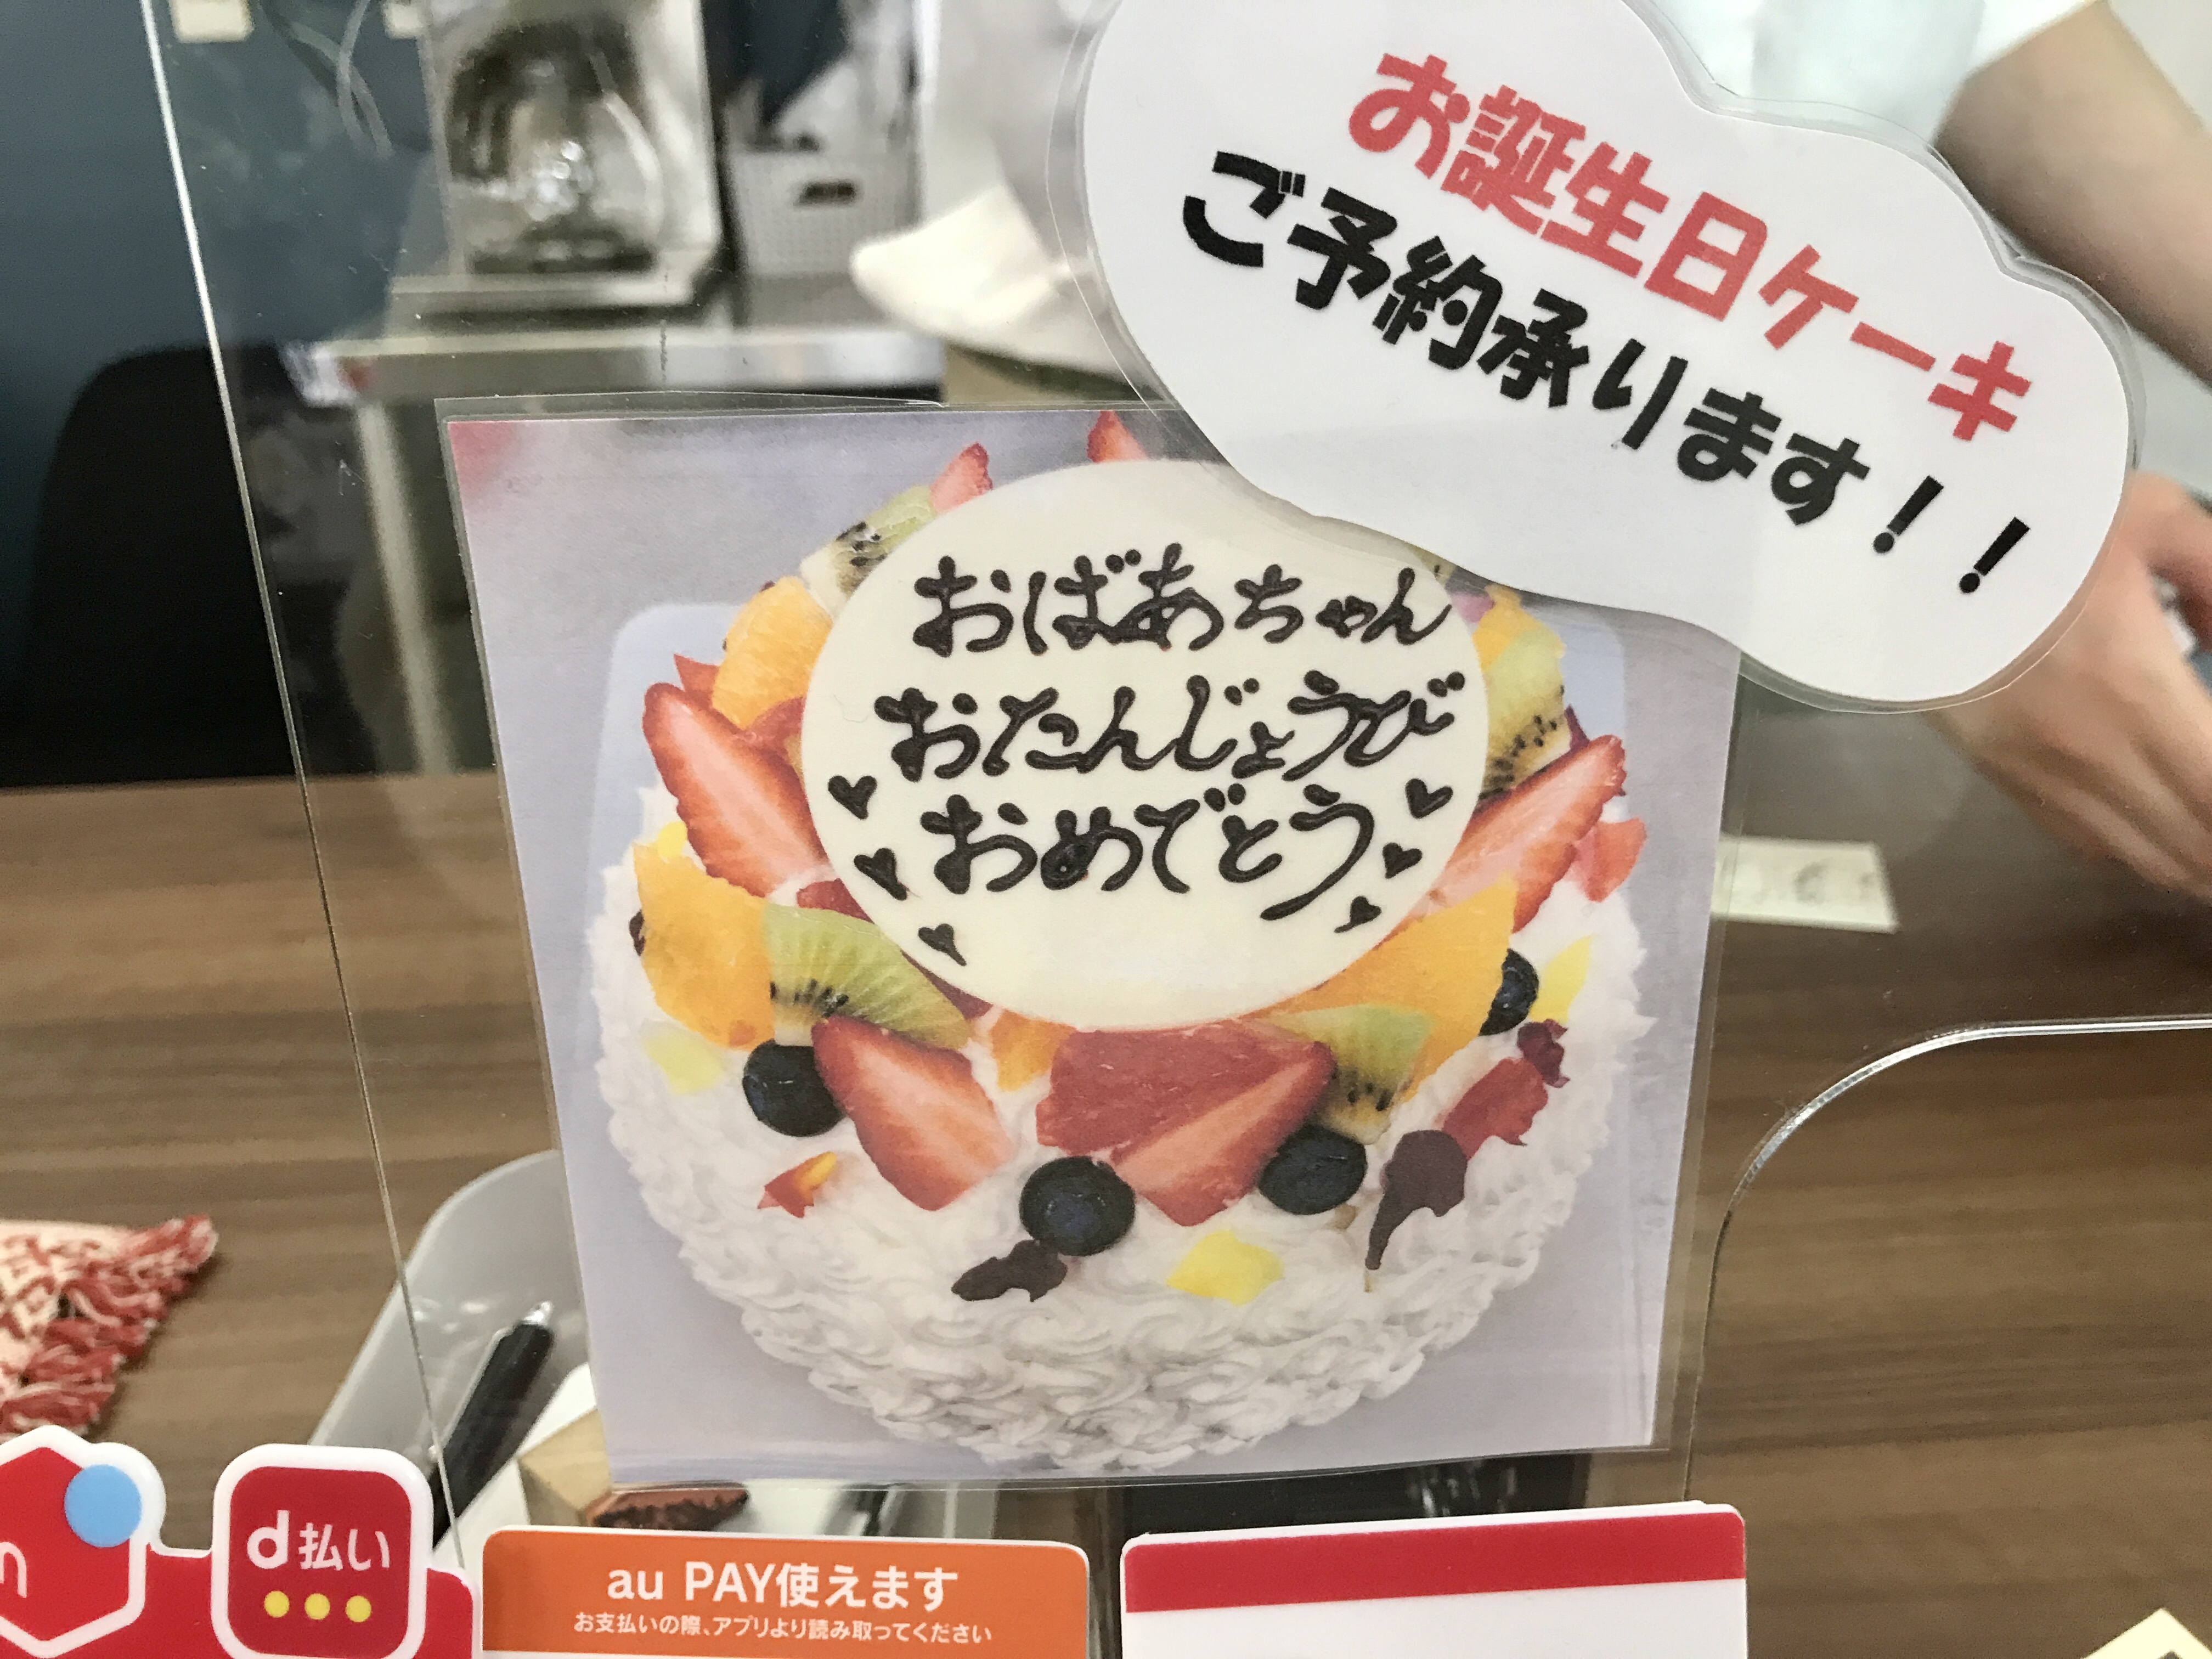 お誕生日ケーキ
ご予約承ります！！
おばあちゃん
おたんじょうび
おめでとう
d払い
au PAY使えます
お支払いの際、アプリより読み取ってください